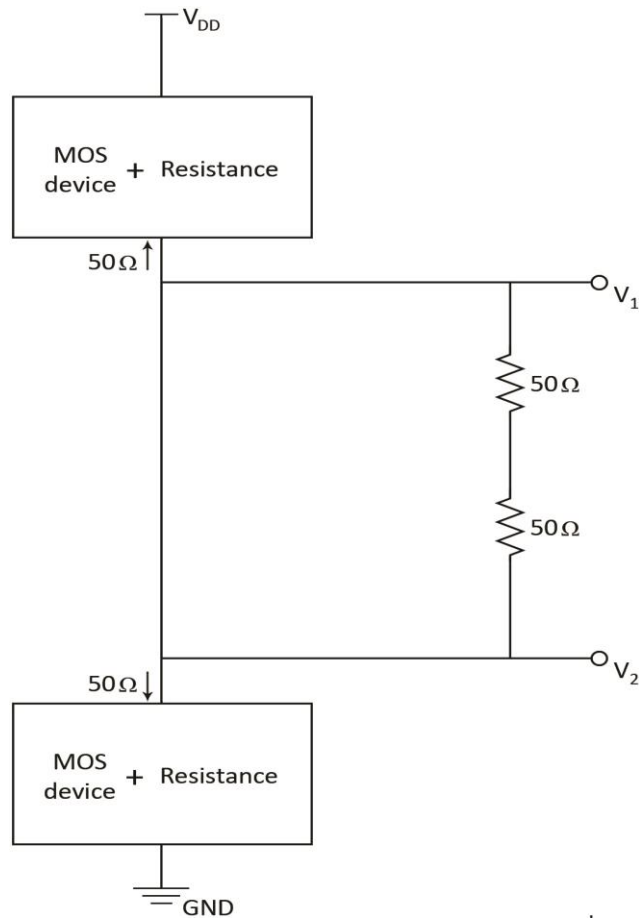 V_DD
MOS
device + Resistance
50Ω
V_1
50Ω
50Ω
50Ω
V_2
MOS
device + Resistance
GND